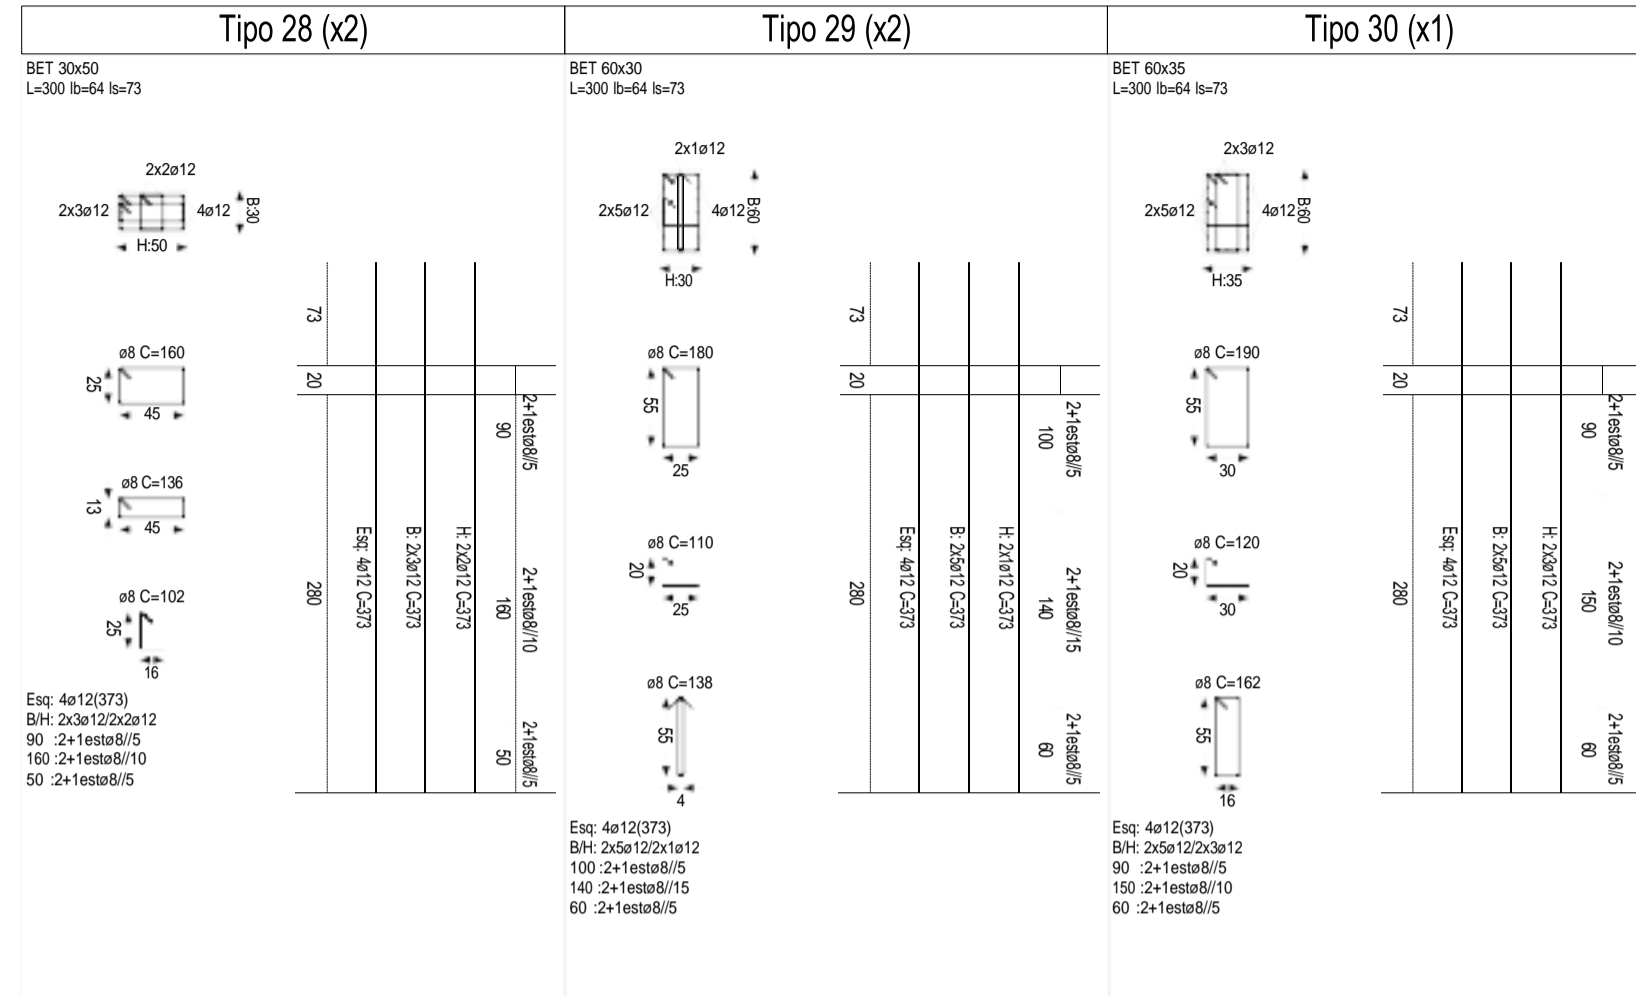 Tipo 28 (x2)
BET 30x50
L=300 lb=64 ls=73
2x2ø12
2x3ø12
4ø12
B:30
H:50
ø8 C=160
25
45
ø8 C=136
13
45
ø8 C=102
25
16
73
20
280
Esq: 4ø12 C=373
B: 2x3ø12 C=373
H: 2x2ø12 C=373
90
2+1estø8//5
160
2+1estø8//10
50
2+1estø8//5
Esq: 4ø12(373)
B/H: 2x3ø12/2x2ø12
90 :2+1estø8//5
160 :2+1estø8//10
50 :2+1estø8//5
Tipo 29 (x2)
BET 60x30
L=300 lb=64 ls=73
2x1ø12
2x5ø12
4ø12
B:60
H:30
ø8 C=180
55
25
ø8 C=110
20
25
ø8 C=138
55
4
73
20
280
Esq: 4ø12 C=373
B: 2x5ø12 C=373
H: 2x1ø12 C=373
100
2+1estø8//5
140
2+1estø8//15
60
2+1estø8//5
Esq: 4ø12(373)
B/H: 2x5ø12/2x1ø12
100 :2+1estø8//5
140 :2+1estø8//15
60 :2+1estø8//5
Tipo 30 (x1)
BET 60x35
L=300 lb=64 ls=73
2x3ø12
2x5ø12
4ø12
B:60
H:35
ø8 C=190
55
30
ø8 C=120
20
30
ø8 C=162
55
16
73
20
280
Esq: 4ø12 C=373
B: 2x5ø12 C=373
H: 2x3ø12 C=373
90
2+1estø8//5
150
2+1estø8//10
60
2+1estø8//5
Esq: 4ø12(373)
B/H: 2x5ø12/2x3ø12
90 :2+1estø8//5
150 :2+1estø8//10
60 :2+1estø8//5